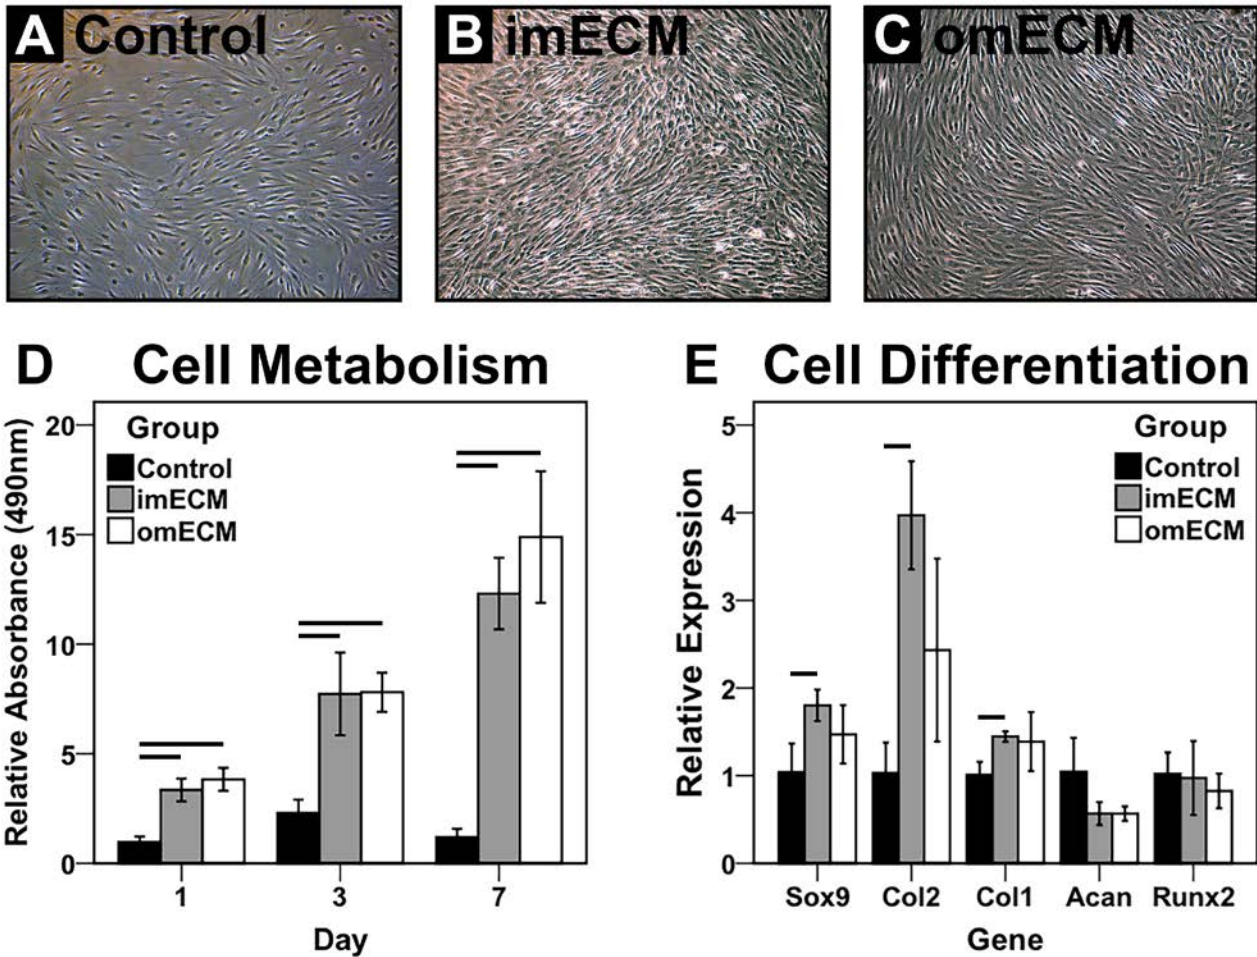 A Control
B imECM
C omECM
D Cell Metabolism
Relative Absorbance (490nm)
20
15
10
5
0
Group
Control
imECM
omECM
1
3
7
Day
E Cell Differentiation
Relative Expression
5
4
3
2
1
0
Group
Control
imECM
omECM
Sox9
Col2
Col1
Acan
Runx2
Gene